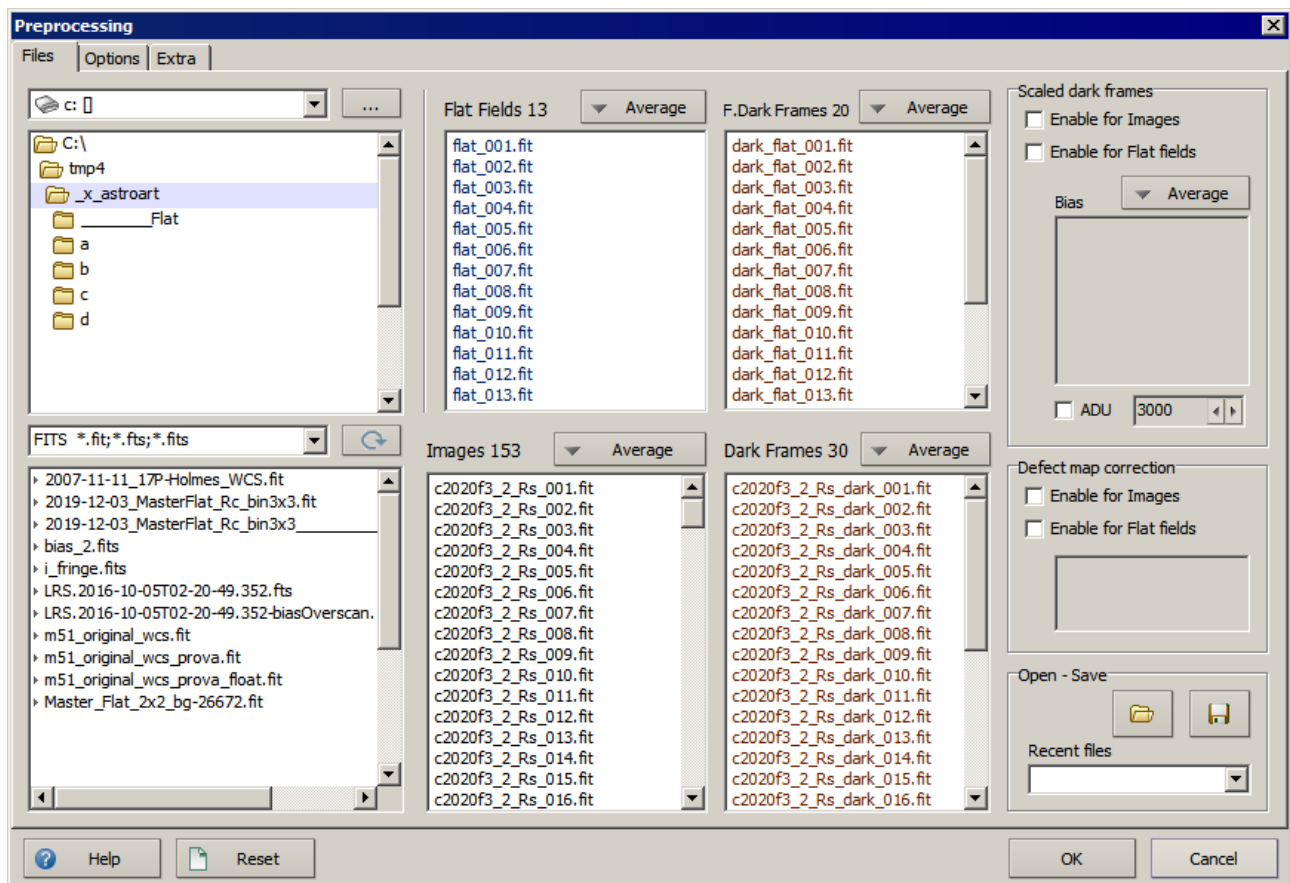 Preprocessing
Files Options Extra
c: []
...
C:\
tmp4
_x_astroart
________Flat
a
b
c
d
FITS *.fit;*.fts;*.fits
2007-11-11_17P-Holmes_WCS.fit
2019-12-03_MasterFlat_Rc_bin3x3.fit
2019-12-03_MasterFlat_Rc_bin3x3________
bias_2.fits
i_fringe.fits
LRS.2016-10-05T02-20-49.352.fts
LRS.2016-10-05T02-20-49.352-biasOverscan.
m51_original_wcs.fit
m51_original_wcs_prova.fit
m51_original_wcs_prova_float.fit
Master_Flat_2x2_bg-26672.fit
Flat Fields 13
Average
flat_001.fit
flat_002.fit
flat_003.fit
flat_004.fit
flat_005.fit
flat_006.fit
flat_007.fit
flat_008.fit
flat_009.fit
flat_010.fit
flat_011.fit
flat_012.fit
flat_013.fit
F.Dark Frames 20
Average
dark_flat_001.fit
dark_flat_002.fit
dark_flat_003.fit
dark_flat_004.fit
dark_flat_005.fit
dark_flat_006.fit
dark_flat_007.fit
dark_flat_008.fit
dark_flat_009.fit
dark_flat_010.fit
dark_flat_011.fit
dark_flat_012.fit
dark_flat_013.fit
Images 153
Average
c2020f3_2_Rs_001.fit
c2020f3_2_Rs_002.fit
c2020f3_2_Rs_003.fit
c2020f3_2_Rs_004.fit
c2020f3_2_Rs_005.fit
c2020f3_2_Rs_006.fit
c2020f3_2_Rs_007.fit
c2020f3_2_Rs_008.fit
c2020f3_2_Rs_009.fit
c2020f3_2_Rs_010.fit
c2020f3_2_Rs_011.fit
c2020f3_2_Rs_012.fit
c2020f3_2_Rs_013.fit
c2020f3_2_Rs_014.fit
c2020f3_2_Rs_015.fit
c2020f3_2_Rs_016.fit
Dark Frames 30
Average
c2020f3_2_Rs_dark_001.fit
c2020f3_2_Rs_dark_002.fit
c2020f3_2_Rs_dark_003.fit
c2020f3_2_Rs_dark_004.fit
c2020f3_2_Rs_dark_005.fit
c2020f3_2_Rs_dark_006.fit
c2020f3_2_Rs_dark_007.fit
c2020f3_2_Rs_dark_008.fit
c2020f3_2_Rs_dark_009.fit
c2020f3_2_Rs_dark_010.fit
c2020f3_2_Rs_dark_011.fit
c2020f3_2_Rs_dark_012.fit
c2020f3_2_Rs_dark_013.fit
c2020f3_2_Rs_dark_014.fit
c2020f3_2_Rs_dark_015.fit
c2020f3_2_Rs_dark_016.fit
Scaled dark frames
Enable for Images
Enable for Flat fields
Bias
Average
ADU 3000
Defect map correction
Enable for Images
Enable for Flat fields
Open - Save
Recent files
Help
Reset
OK
Cancel